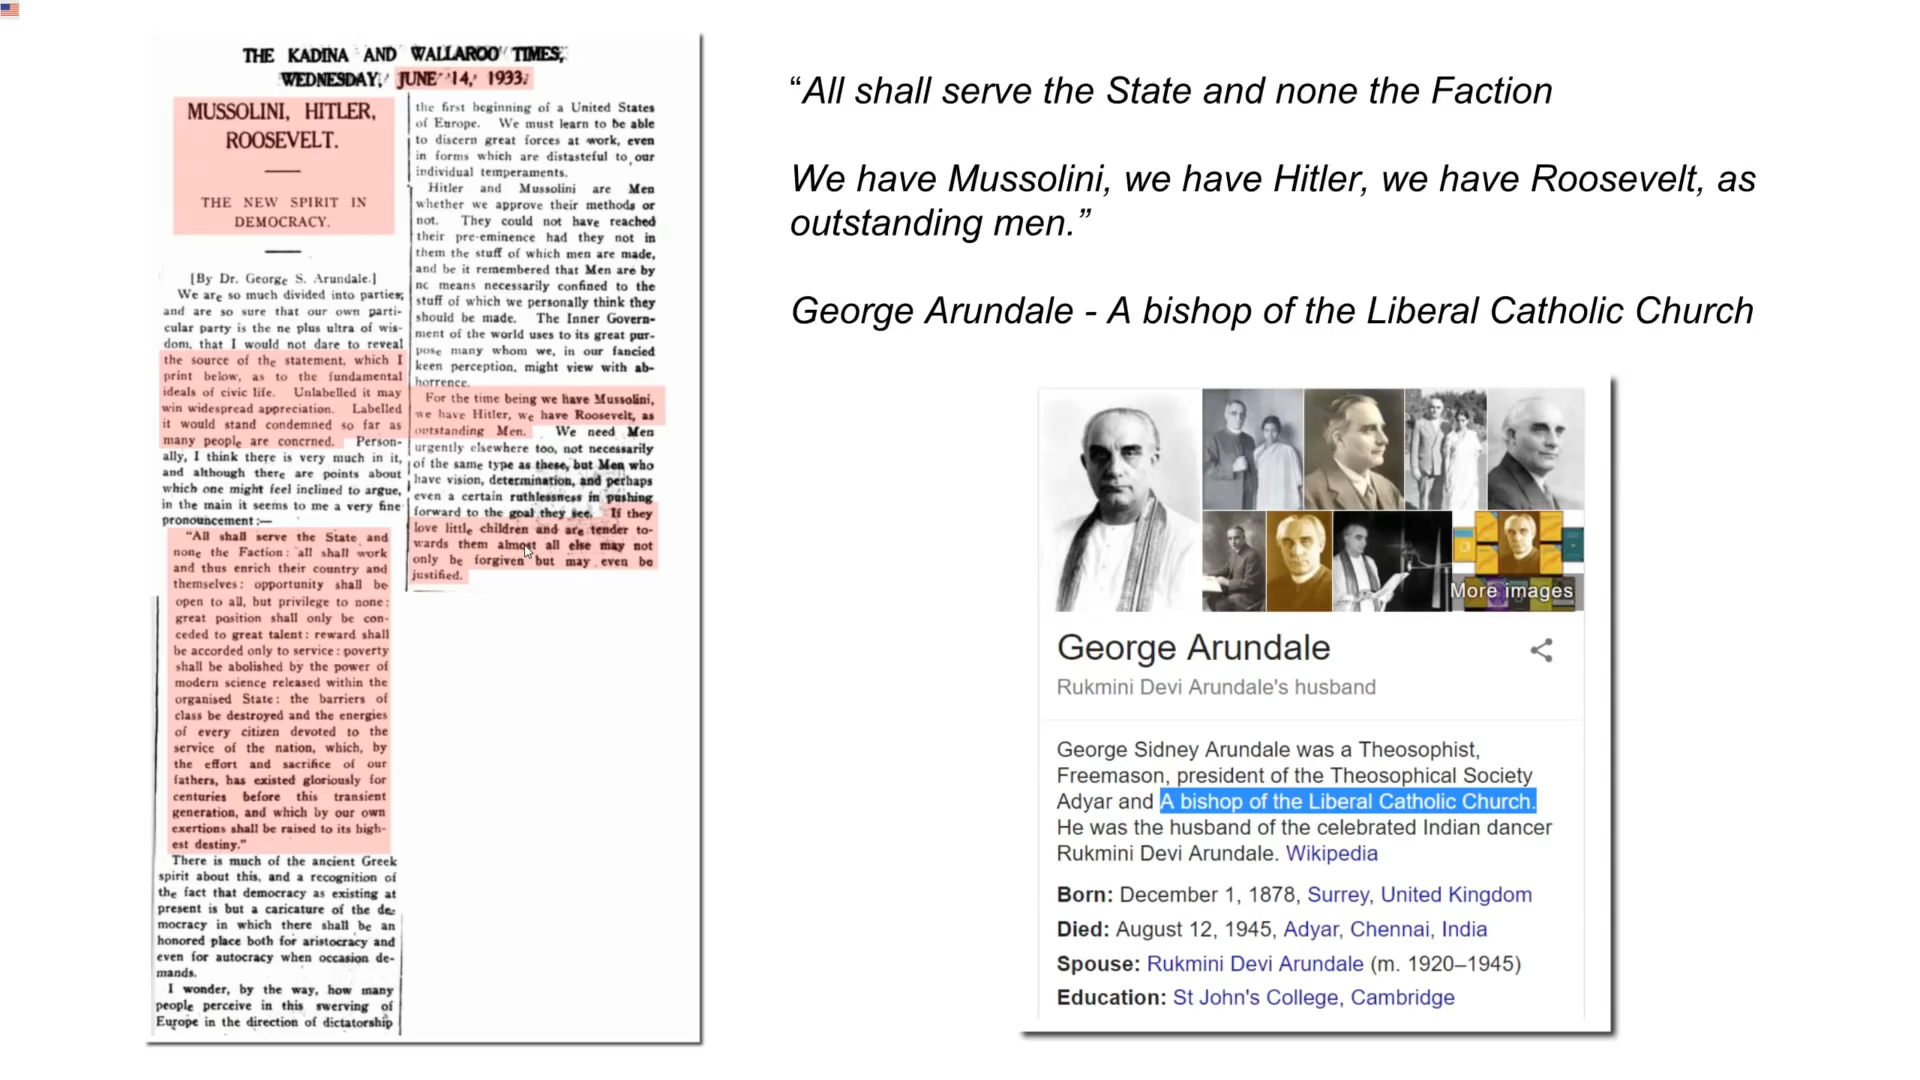 THE KADINA AND WALLAROO TIMES,
WEDNESDAY, JUNE 14, 1933.
MUSSOLINI, HITLER,
ROOSEVELT.
THE NEW SPIRIT IN
DEMOCRACY.
[By Dr. George S. Arundale.]
We are so much divided into parties,
and are so sure that our own parti-
cular party is the ne plus ultra of wis-
dom, that I would not dare to reveal
the source of the statement, which I
print below, as to the fundamental
ideals of civic life. Unlabelled it may
win widespread appreciation. Labelled
it would stand condemned so far as
many people are concrned. Person-
ally, I think there is very much in it,
and although there are points about
which one might feel inclined to argue,
in the main it seems to me a very fine
pronouncement:—
"All shall serve the State and
none the Faction: all shall work
and thus enrich their country and
themselves: opportunity shall be
open to all, but privilege to none:
great position shall only be con-
ceded to great talent: reward shall
be accorded only to service: poverty
shall be abolished by the power of
modern science released within the
organised State: the barriers of
class be destroyed and the energies
of every citizen devoted to the
service of the nation, which, by
the effort and sacrifice of our
fathers, has existed gloriously for
centuries before this transient
generation, and which by our own
exertions shall be raised to its high-
est destiny."
There is much of the ancient Greek
spirit about this, and a recognition of
the fact that democracy as existing at
present is but a caricature of the de-
mocracy in which there shall be an
honored place both for aristocracy and
even for autocracy when occasion de-
mands.
I wonder, by the way, how many
people perceive in this swerving of
Europe in the direction of dictatorship
the first beginning of a United States
of Europe. We must learn to be able
to discern great forces at work, even
in forms which are distasteful to our
individual temperaments.
Hitler and Mussolini are Men
whether we approve their methods or
not. They could not have reached
their pre-eminence had they not in
them the stuff of which men are made,
and be it remembered that Men are by
nc means necessarily confined to the
stuff of which we personally think they
should be made. The Inner Govern-
ment of the world uses to its great pur-
pose many whom we, in our fancied
keen perception, might view with ab-
horrence.
For the time being we have Mussolini,
we have Hitler, we have Roosevelt, as
outstanding Men. We need Men
urgently elsewhere too, not necessarily
of the same type as these, but Men who
have vision, determination, and perhaps
even a certain ruthlessness in pushing
forward to the goal they see. If they
love little children and are tender to-
wards them almost all else may not
only be forgiven but may even be
justified.
“All shall serve the State and none the Faction
We have Mussolini, we have Hitler, we have Roosevelt, as
outstanding men.”
George Arundale - A bishop of the Liberal Catholic Church
More images
George Arundale
Rukmini Devi Arundale's husband
George Sidney Arundale was a Theosophist,
Freemason, president of the Theosophical Society
Adyar and A bishop of the Liberal Catholic Church.
He was the husband of the celebrated Indian dancer
Rukmini Devi Arundale. Wikipedia
Born: December 1, 1878, Surrey, United Kingdom
Died: August 12, 1945, Adyar, Chennai, India
Spouse: Rukmini Devi Arundale (m. 1920–1945)
Education: St John's College, Cambridge